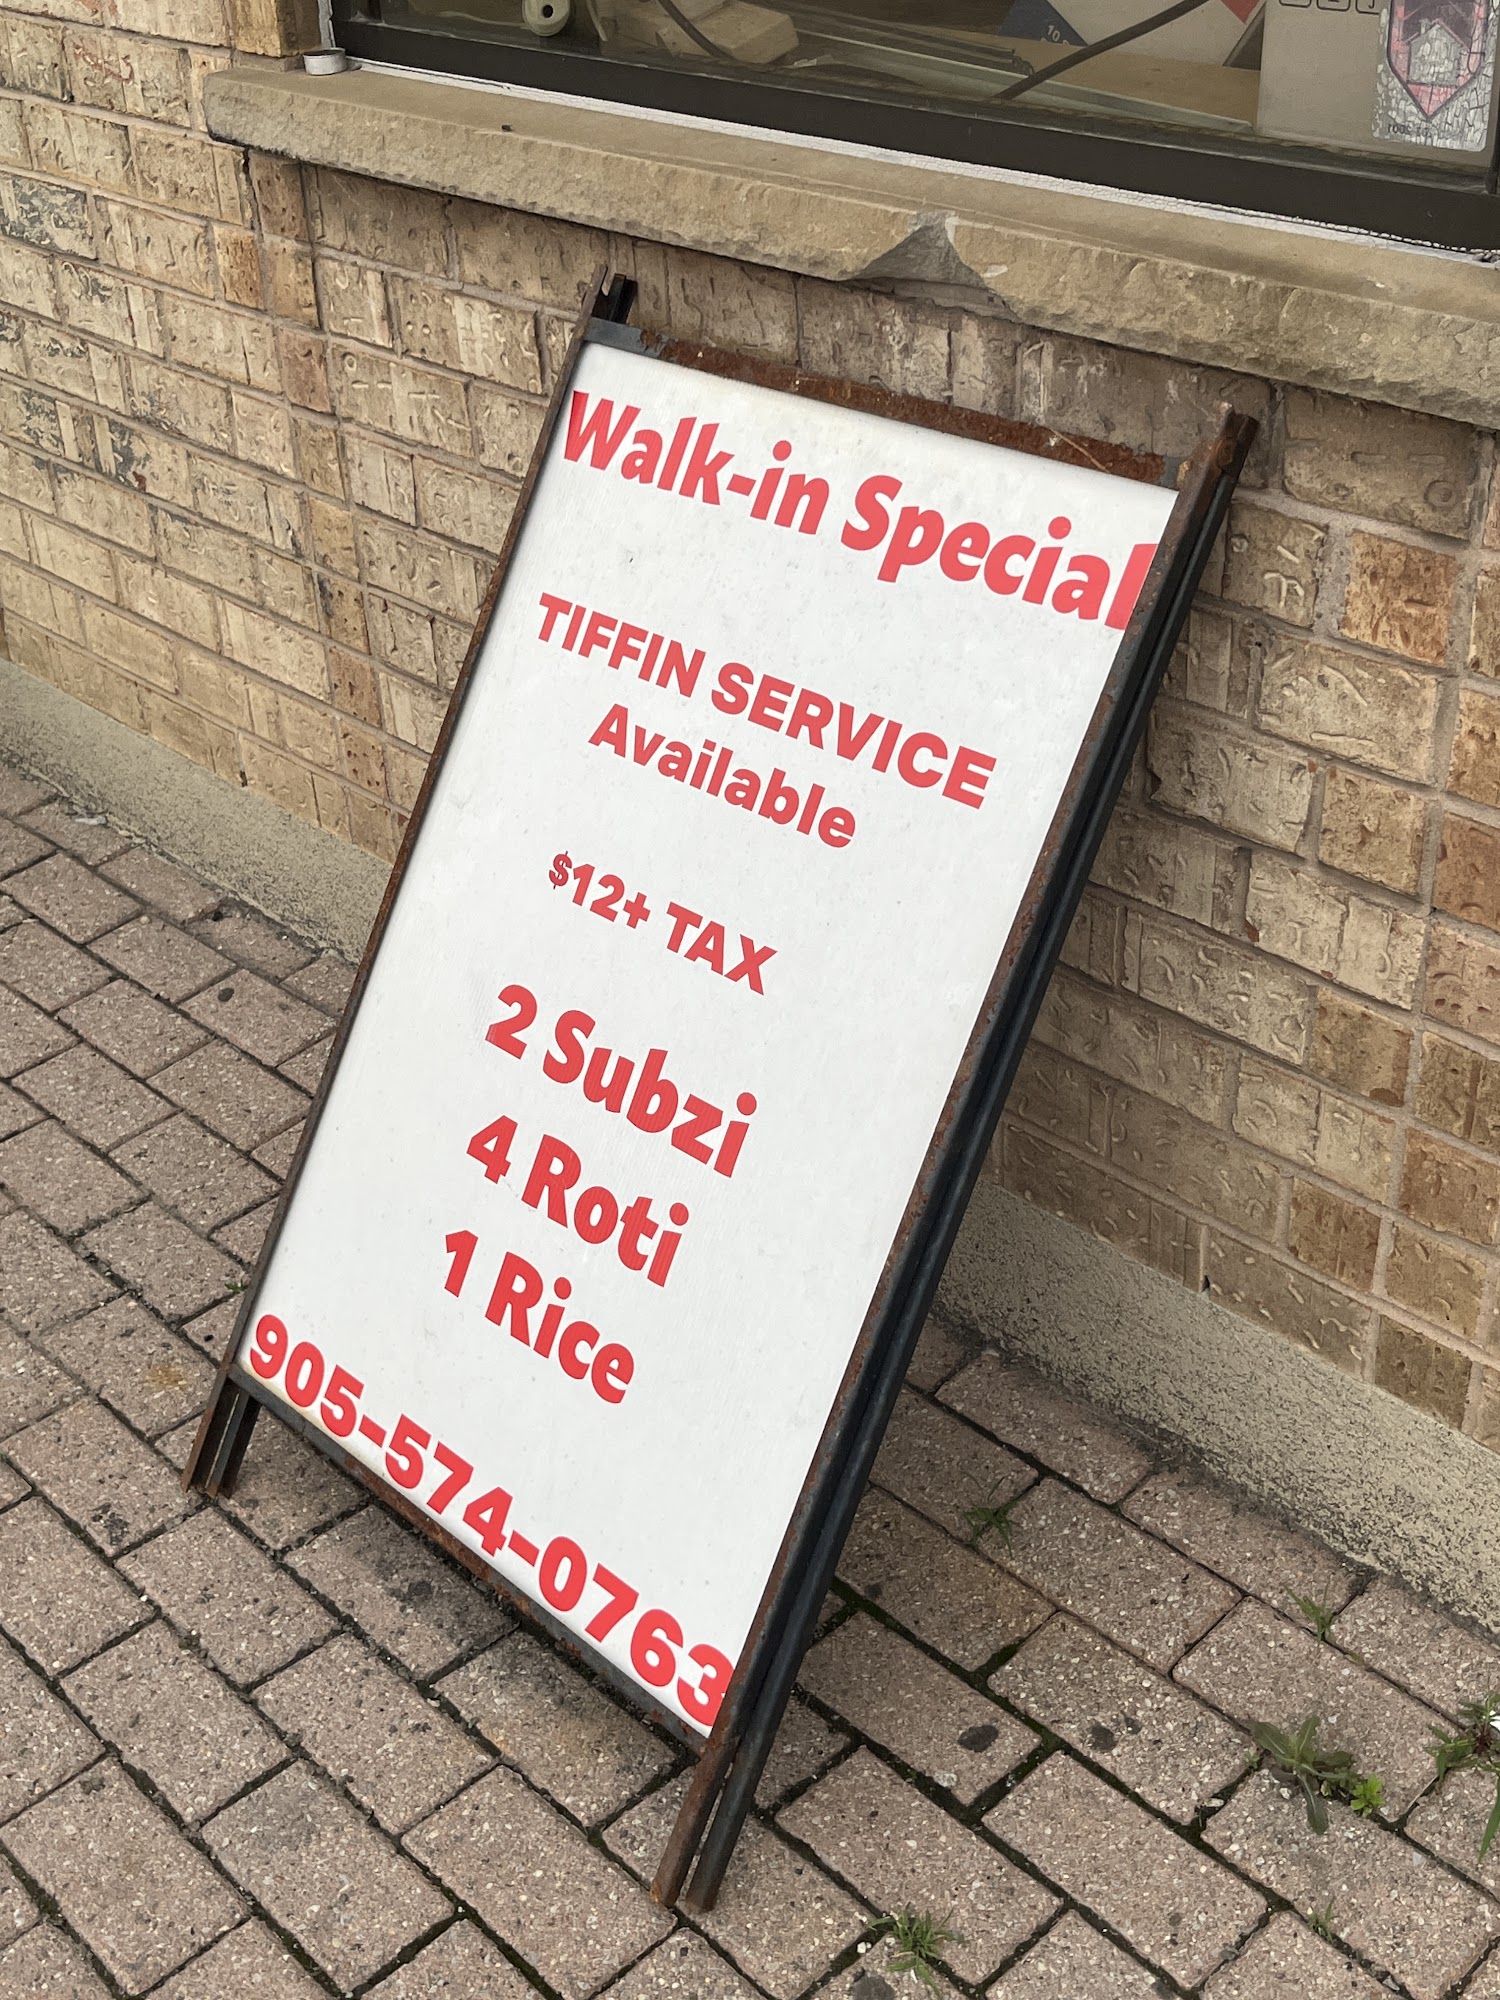 Walk-in Special
TIFFIN SERVICE
Available
$12+ TAX
2 Subzi
4 Roti
1 Rice
905-574-0763